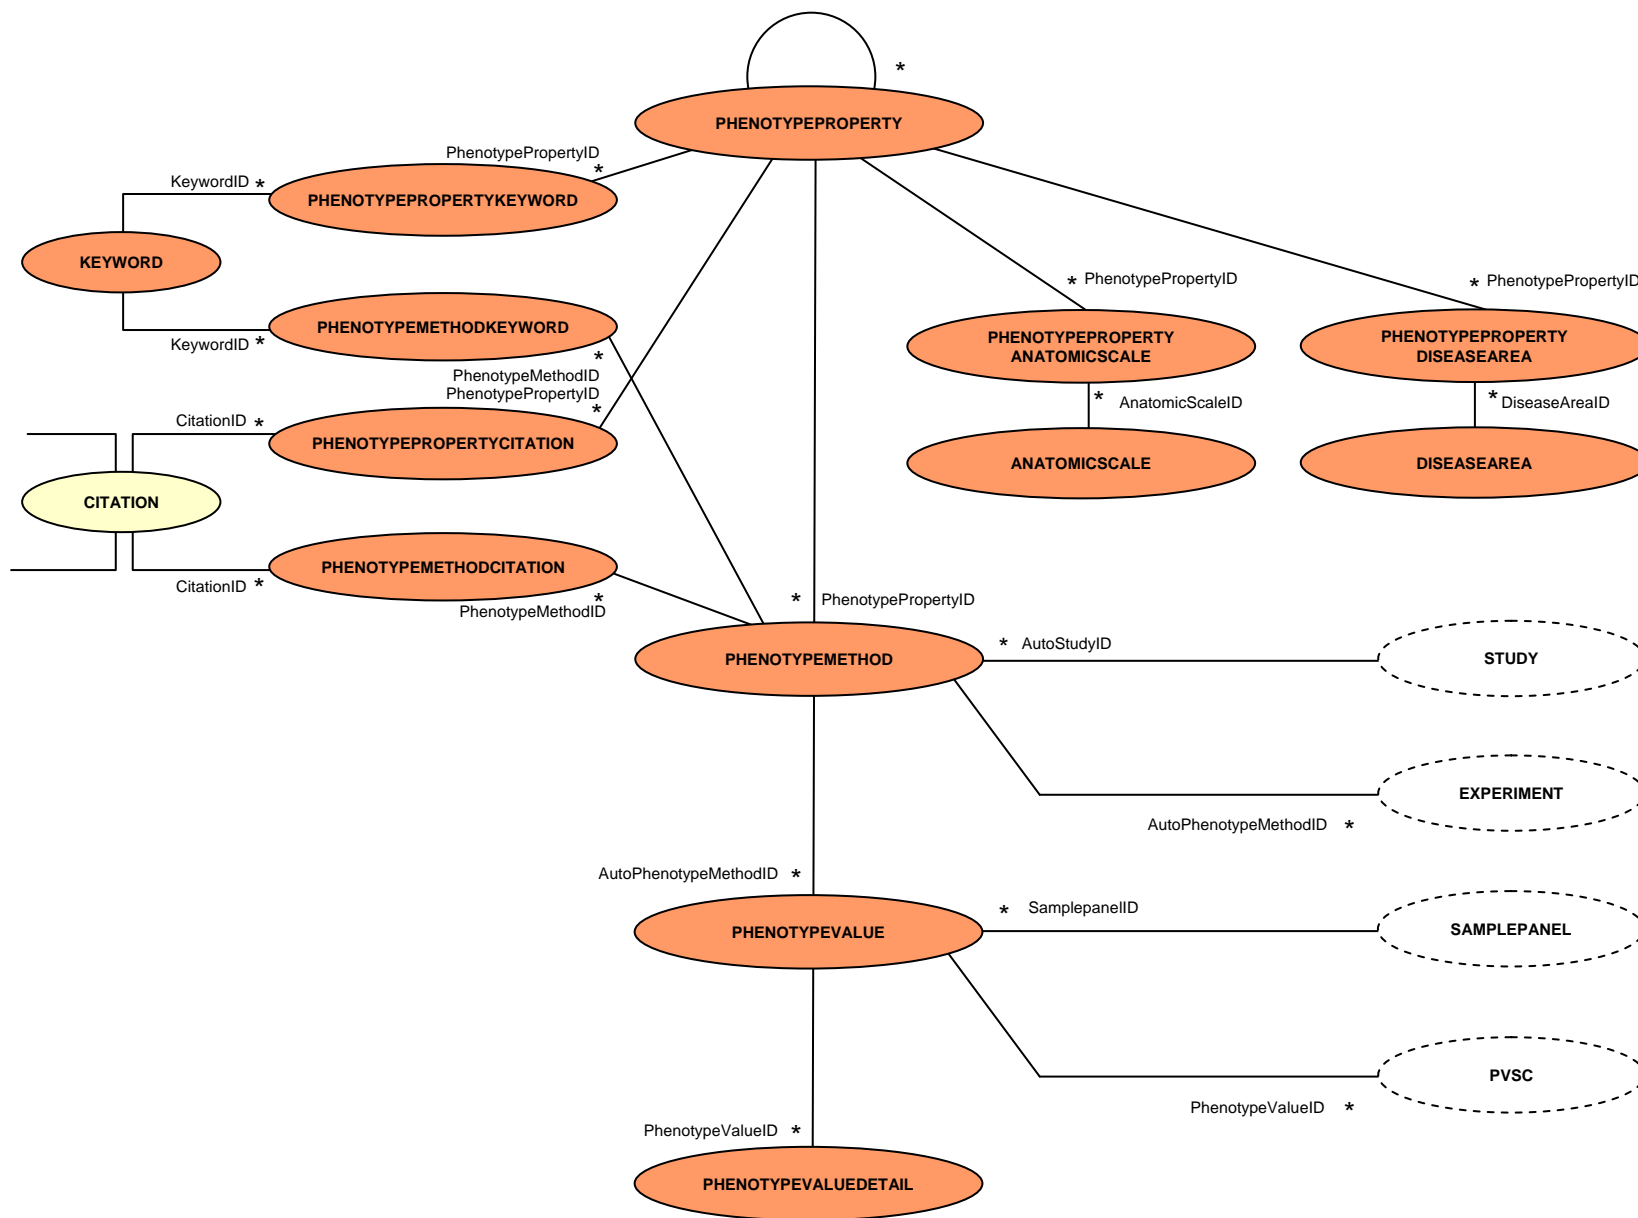 *
PHENOTYPEPROPERTY
PhenotypePropertyID
*
KeywordID *
PHENOTYPEPROPERTYKEYWORD
KEYWORD
* PhenotypePropertyID
* PhenotypePropertyID
PHENOTYPEMETHODKEYWORD
KeywordID *
*
PhenotypeMethodID
PhenotypePropertyID
*
PHENOTYPEPROPERTY
ANATOMICSCALE
PHENOTYPEPROPERTY
DISEASEAREA
* AnatomicScaleID
* DiseaseAreaID
CitationID *
PHENOTYPEPROPERTYCITATION
ANATOMICSCALE
DISEASEAREA
CITATION
PHENOTYPEMETHODCITATION
CitationID *
*
PhenotypeMethodID
* PhenotypePropertyID
PHENOTYPEMETHOD
* AutoStudyID
STUDY
EXPERIMENT
AutoPhenotypeMethodID *
AutoPhenotypeMethodID *
PHENOTYPEVALUE
* SamplepanelID
SAMPLEPANEL
PVSC
PhenotypeValueID *
PhenotypeValueID *
PHENOTYPEVALUEDETAIL